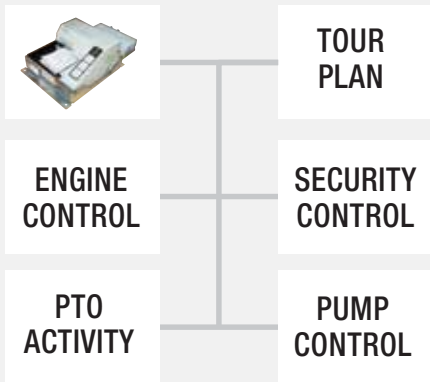 TOUR
PLAN
ENGINE
CONTROL
SECURITY
CONTROL
PTO
ACTIVITY
PUMP
CONTROL